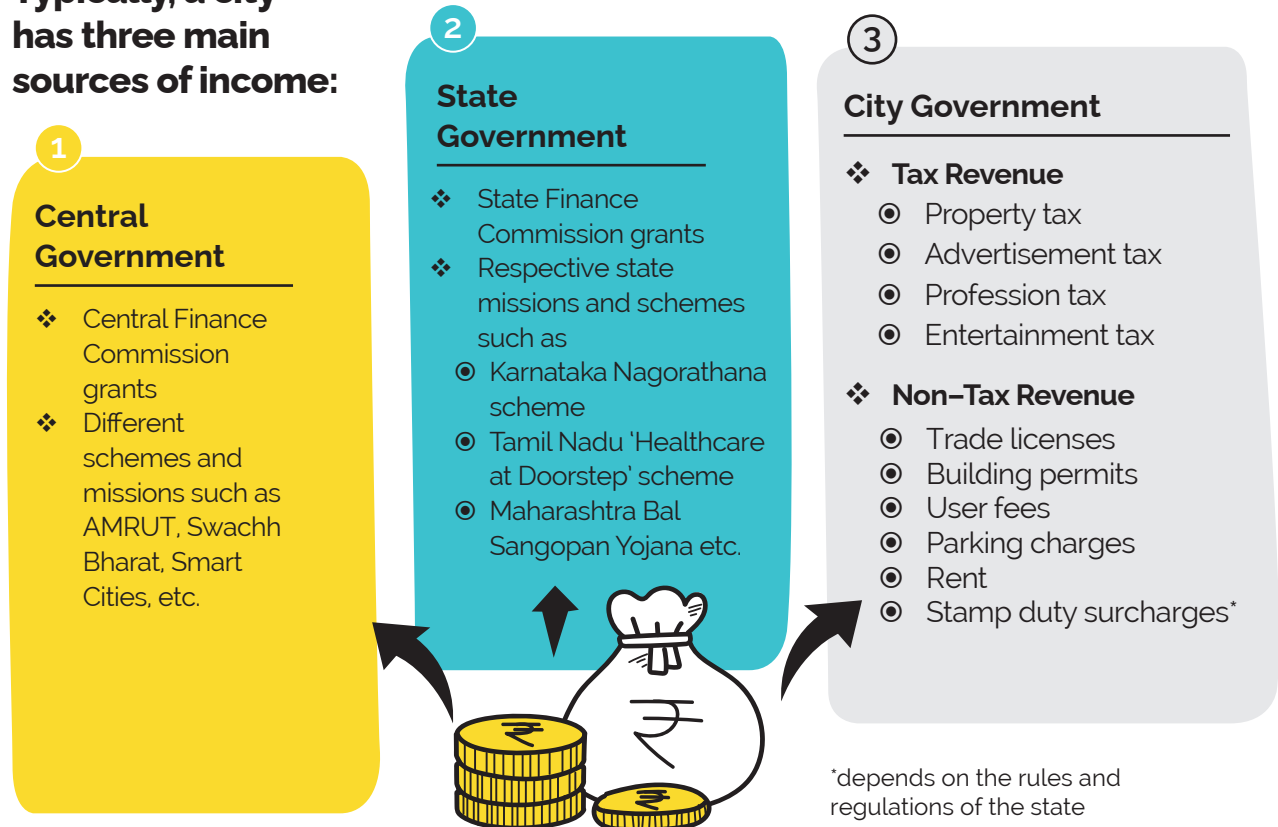 Typically, a city
has three main
sources of income:
1
Central
Government
❖ Central Finance
Commission
grants
❖ Different
schemes and
missions such as
AMRUT, Swachh
Bharat, Smart
Cities, etc.
2
State
Government
❖ State Finance
Commission grants
❖ Respective state
missions and schemes
such as
◉ Karnataka Nagorathana
scheme
◉ Tamil Nadu ‘Healthcare
at Doorstep’ scheme
◉ Maharashtra Bal
Sangopan Yojana etc.
₹
₹
₹
3
City Government
❖ Tax Revenue
◉ Property tax
◉ Advertisement tax
◉ Profession tax
◉ Entertainment tax
❖ Non–Tax Revenue
◉ Trade licenses
◉ Building permits
◉ User fees
◉ Parking charges
◉ Rent
◉ Stamp duty surcharges*
*depends on the rules and
regulations of the state